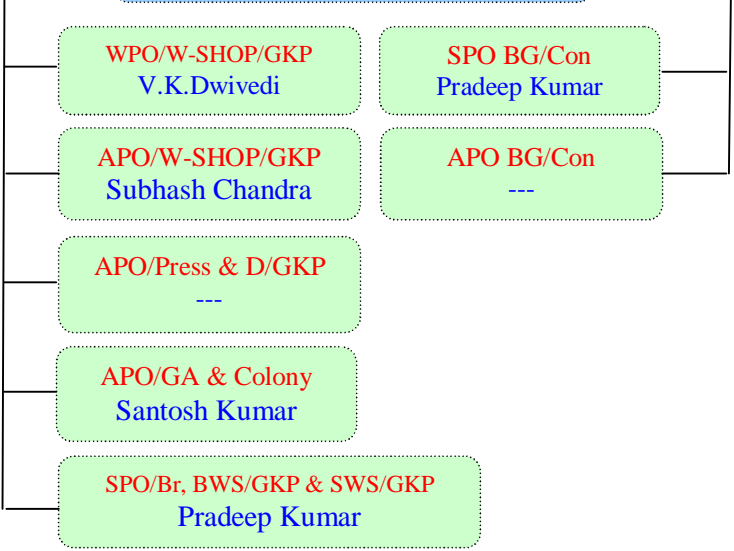 WPO/W-SHOP/GKP
V.K.Dwivedi
SPO BG/Con
Pradeep Kumar
APO/W-SHOP/GKP
Subhash Chandra
APO BG/Con
---
APO/Press & D/GKP
---
APO/GA & Colony
Santosh Kumar
SPO/Br, BWS/GKP & SWS/GKP
Pradeep Kumar